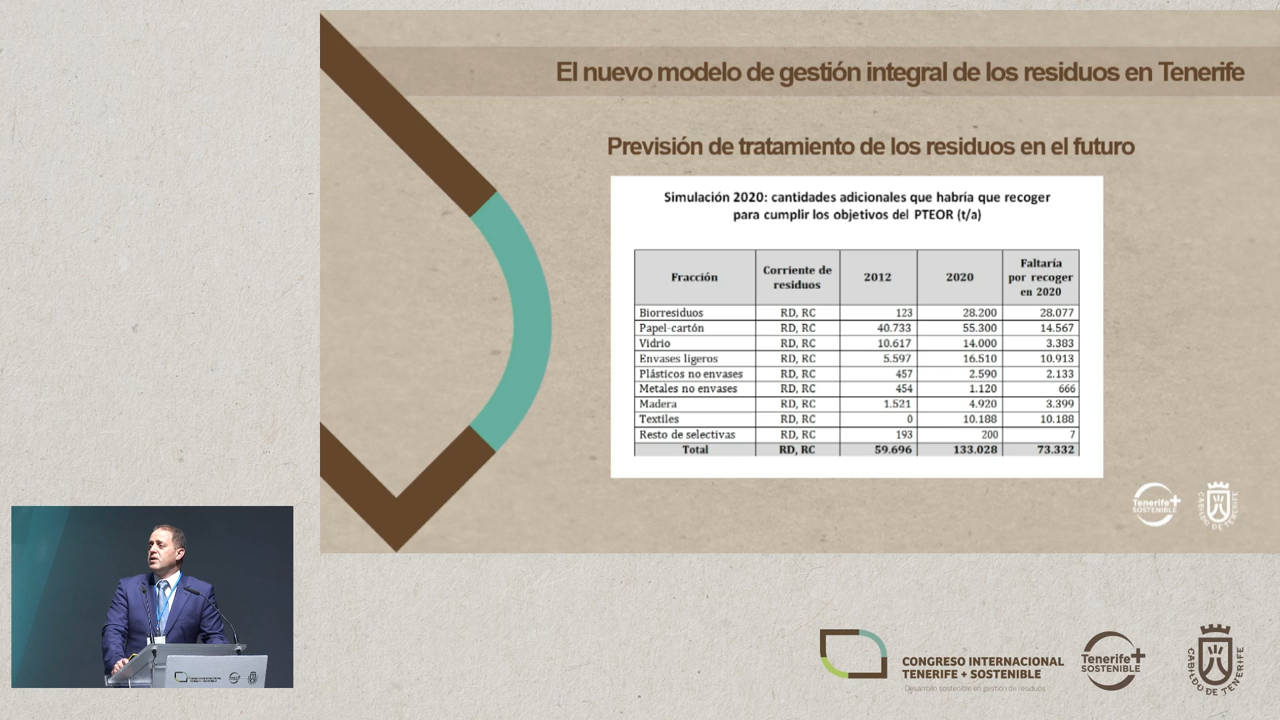 El nuevo modelo de gestión integral de los residuos en Tenerife
Previsión de tratamiento de los residuos en el futuro
Simulación 2020: cantidades adicionales que habría que recoger
para cumplir los objetivos del PTEOR (t/a)
Fracción Corriente de residuos 2012 2020 Faltaría por recoger en 2020
Biorresiduos RD, RC 123 28.200 28.077
Papel-cartón RD, RC 40.733 55.300 14.567
Vidrio RD, RC 10.617 14.000 3.383
Envases ligeros RD, RC 5.597 16.510 10.913
Plásticos no envases RD, RC 457 2.590 2.133
Metales no envases RD, RC 454 1.120 666
Madera RD, RC 1.521 4.920 3.399
Textiles RD, RC 0 10.188 10.188
Resto de selectivas RD, RC 193 200 7
Total RD, RC 59.696 133.028 73.332
Tenerife+
SOSTENIBLE
CABILDO DE TENERIFE
CONGRESO INTERNACIONAL
TENERIFE + SOSTENIBLE
Desarrollo sostenible en gestión de residuos
Tenerife+
SOSTENIBLE
CABILDO DE TENERIFE